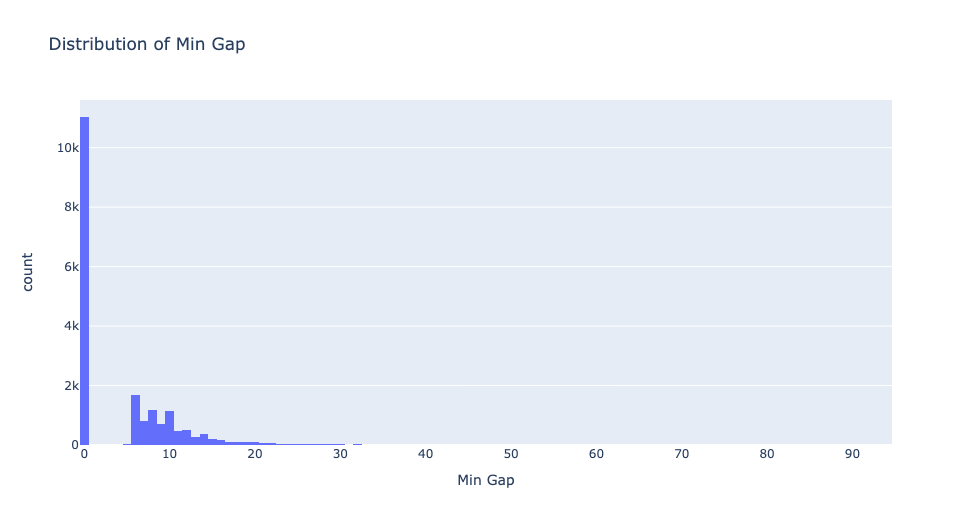 Distribution of Min Gap
10k
8k
6k
4k
2k
0
count
0 10 20 30 40 50 60 70 80 90
Min Gap